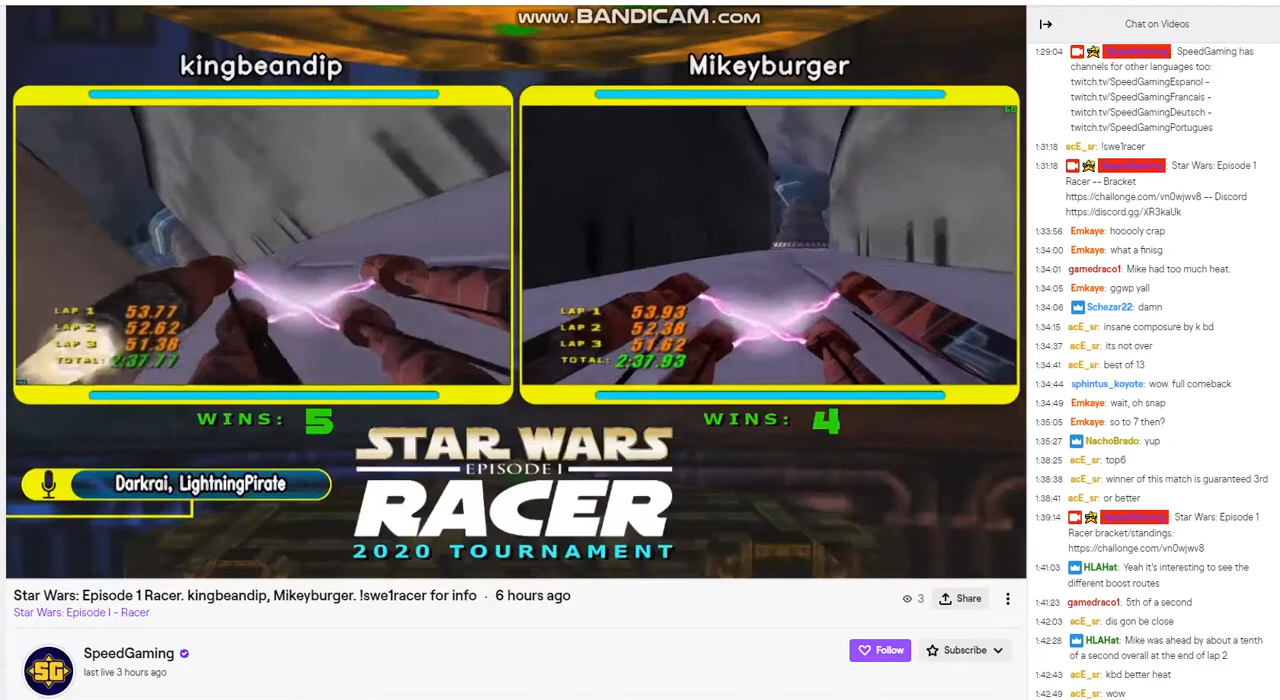 www.BANDICAM.com
kingbeandip
Mikeyburger
LAP 1 53.77
LAP 2 52.62
LAP 3 51.38
TOTAL: 2:37.77
LAP 1 53.93
LAP 2 52.38
LAP 3 51.62
TOTAL: 2:37.93
WINS: 5
WINS: 4
Darkrai, LightningPirate
STAR WARS
EPISODE I
RACER
2020 TOURNAMENT
Star Wars: Episode 1 Racer. kingbeandip, Mikeyburger. !swe1racer for info · 6 hours ago
3
Share
Star Wars: Episode I - Racer
SG
SpeedGaming
last live 3 hours ago
Follow
Subscribe
Chat on Videos
1:29:04 SpeedGaming: SpeedGaming has
channels for other languages too:
twitch.tv/SpeedGamingEspanol -
twitch.tv/SpeedGamingFrancais -
twitch.tv/SpeedGamingDeutsch -
twitch.tv/SpeedGamingPortugues
1:31:18 acE_sr: !swe1racer
1:31:18 SpeedGaming: Star Wars: Episode 1
Racer -- Bracket
https://challonge.com/vn0wjwv8 -- Discord
https://discord.gg/XR3kaUk
1:33:56 Emkaye: hooooly crap
1:34:00 Emkaye: what a finisg
1:34:01 gamedraco1: Mike had too much heat.
1:34:06 Emkaye: ggwp yall
1:34:06 Schezar22: damn
1:34:15 acE_sr: insane composure by k bd
1:34:37 acE_sr: its not over
1:34:41 acE_sr: best of 13
1:34:44 sphintus_koyote: wow. full comeback
1:34:49 Emkaye: wait, oh snap
1:35:05 Emkaye: so to 7 then?
1:35:27 NachoBrado: yup
1:38:25 acE_sr: top6
1:38:38 acE_sr: winner of this match is guaranteed 3rd
1:38:41 acE_sr: or better
1:39:14 SpeedGaming: Star Wars: Episode 1
Racer bracket/standings:
https://challonge.com/vn0wjwv8
1:41:03 HLAHat: Yeah it's interesting to see the
different boost routes
1:41:23 gamedraco1: 5th of a second
1:42:03 acE_sr: dis gon be close
1:42:28 HLAHat: Mike was ahead by about a tenth
of a second overall at the end of lap 2
1:42:43 acE_sr: kbd better heat
1:42:49 acE_sr: wow